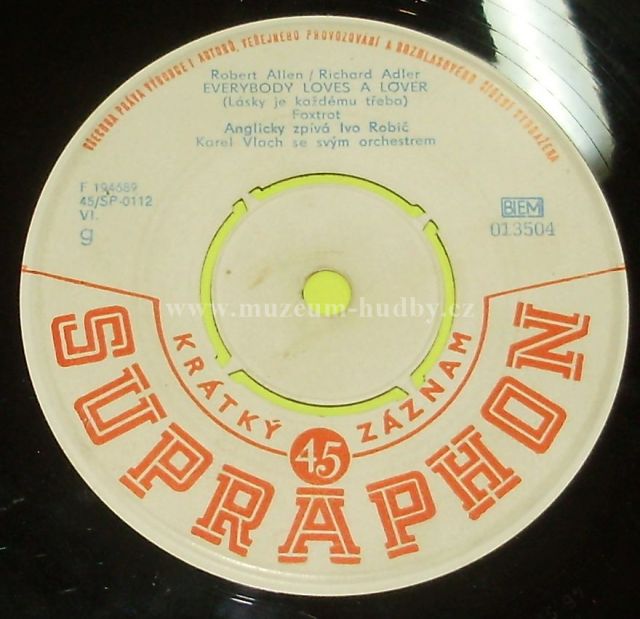 VŠECHNA PRÁVA VÝROBCE I AUTORŮ, VEŘEJNÉHO PROVOZOVÁNÍ A ROZHLASOVÉHO ŠÍŘENÍ VYHRAZENA
Robert Allen / Richard Adler
EVERYBODY LOVES A LOVER
(Lásky je každému třeba)
Foxtrot
Anglicky zpívá Ivo Robič
Karel Vlach se svým orchestrem
F 194589
45/SP-0112
VI.
g
BIEM
013504
www.muzeum-hudby.cz
KRÁTKÝ 45 ZÁZNAM
SUPRAPHON